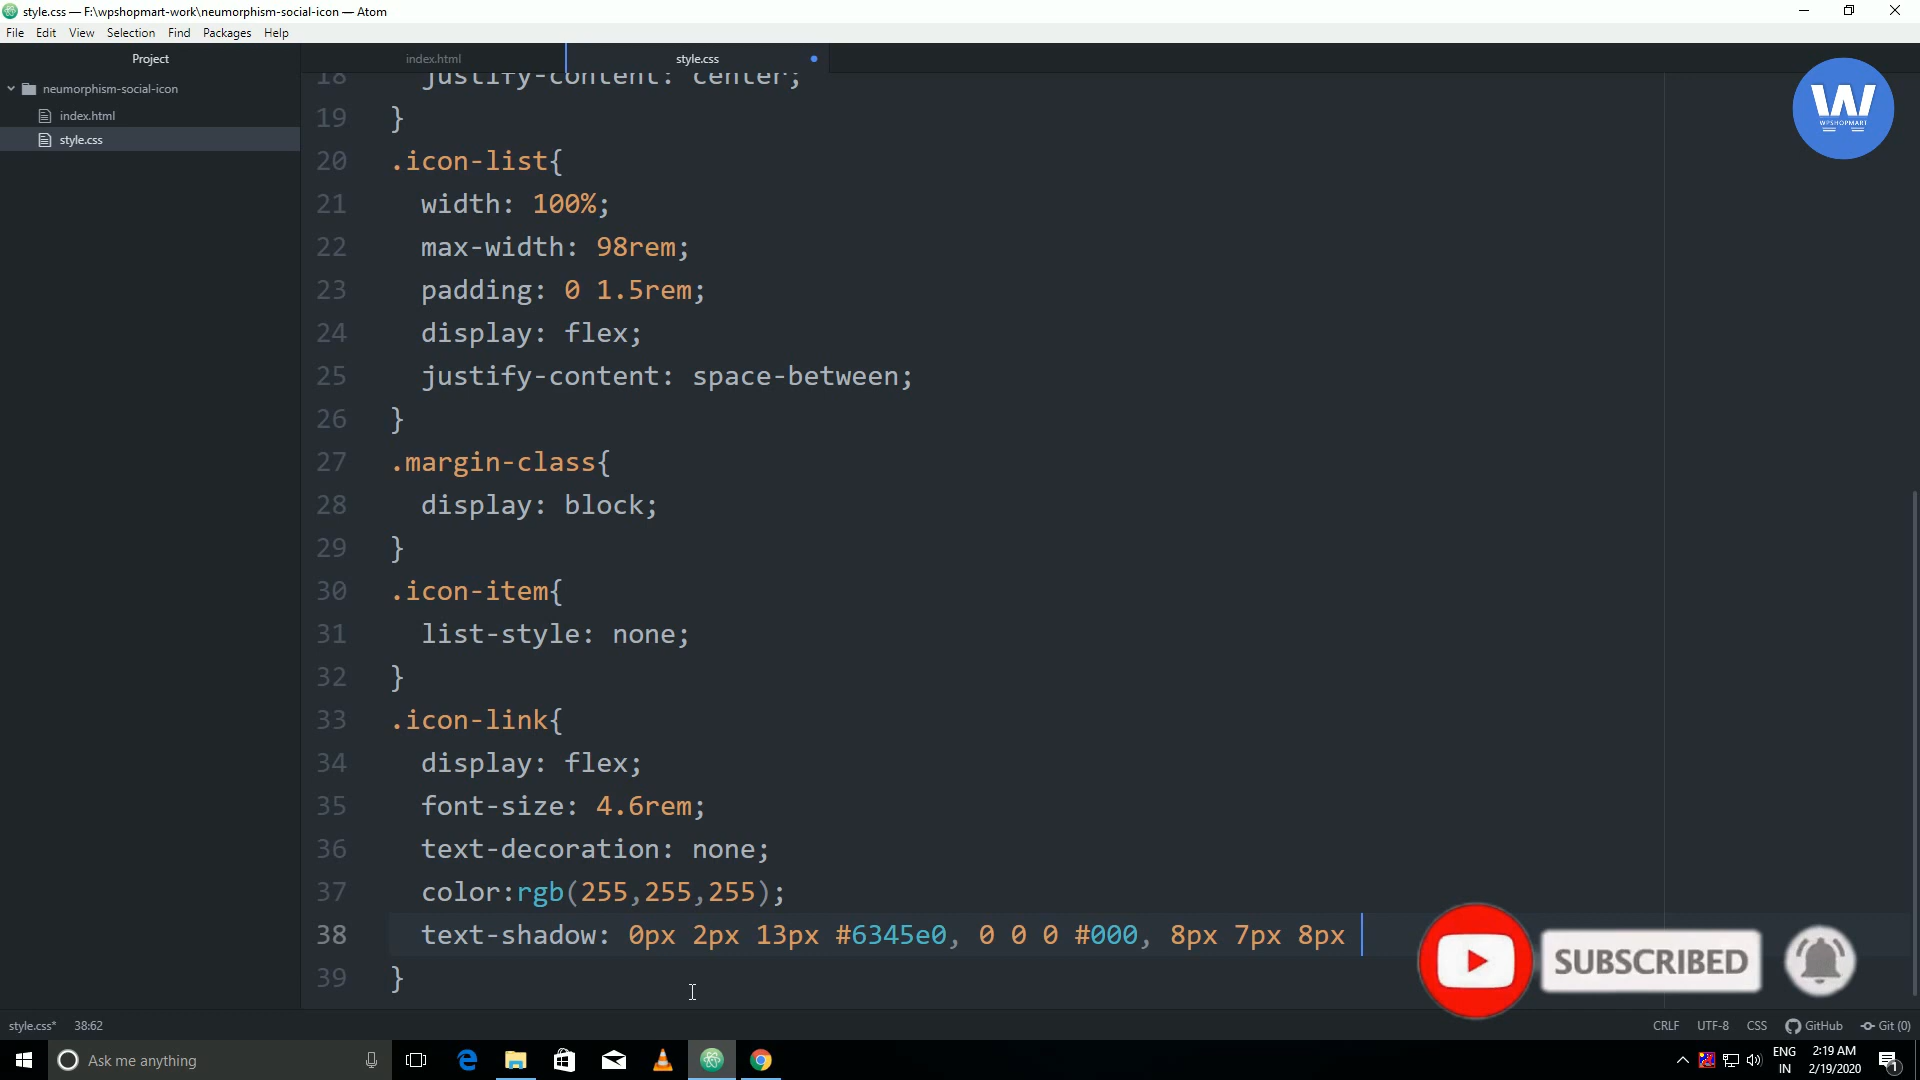 style.css — F:\wpshopmart-work\neumorphism-social-icon — Atom
File Edit View Selection Find Packages Help
Project
index.html
style.css
neumorphism-social-icon
index.html
style.css
W
WPSHOPMART
18 justify-content: center;
19 }
20 .icon-list{
21 width: 100%;
22 max-width: 98rem;
23 padding: 0 1.5rem;
24 display: flex;
25 justify-content: space-between;
26 }
27 .margin-class{
28 display: block;
29 }
30 .icon-item{
31 list-style: none;
32 }
33 .icon-link{
34 display: flex;
35 font-size: 4.6rem;
36 text-decoration: none;
37 color:rgb(255,255,255);
38 text-shadow: 0px 2px 13px #6345e0, 0 0 0 #000, 8px 7px 8px
39 }
SUBSCRIBED
style.css* 38:62
CRLF UTF-8 CSS GitHub Git (0)
Ask me anything
ENG
IN
2:19 AM
2/19/2020
1